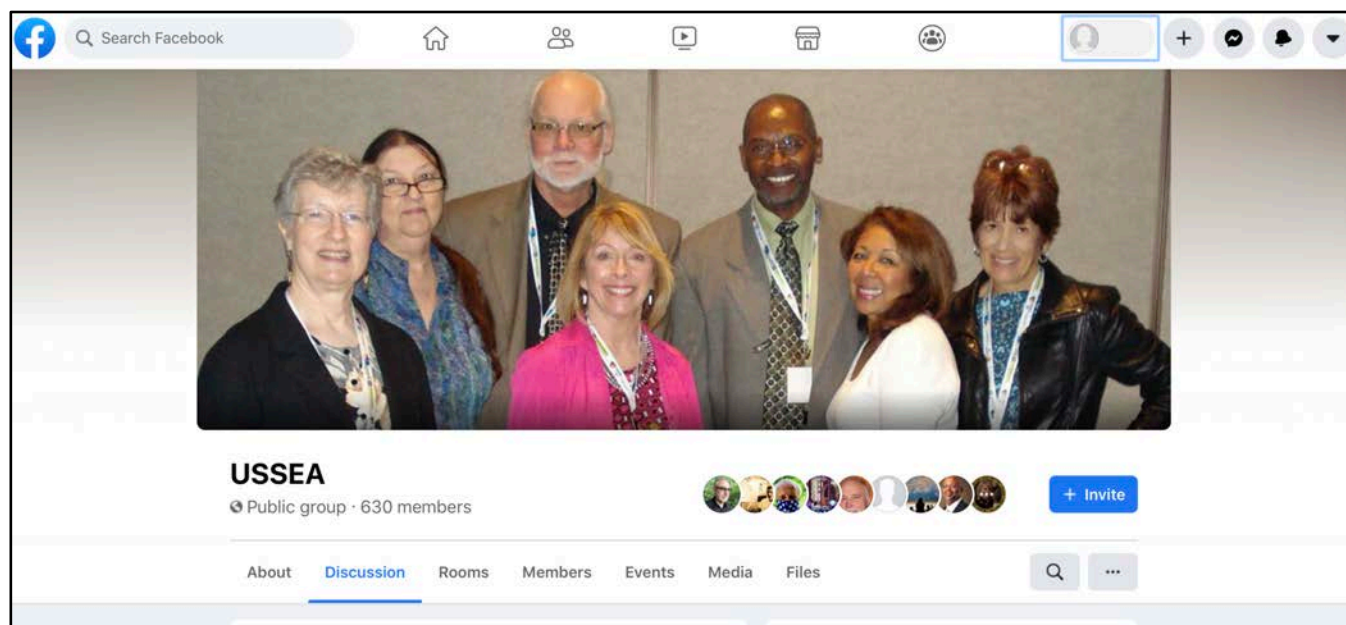 Search Facebook
USSEA
Public group · 630 members
+ Invite
About Discussion Rooms Members Events Media Files